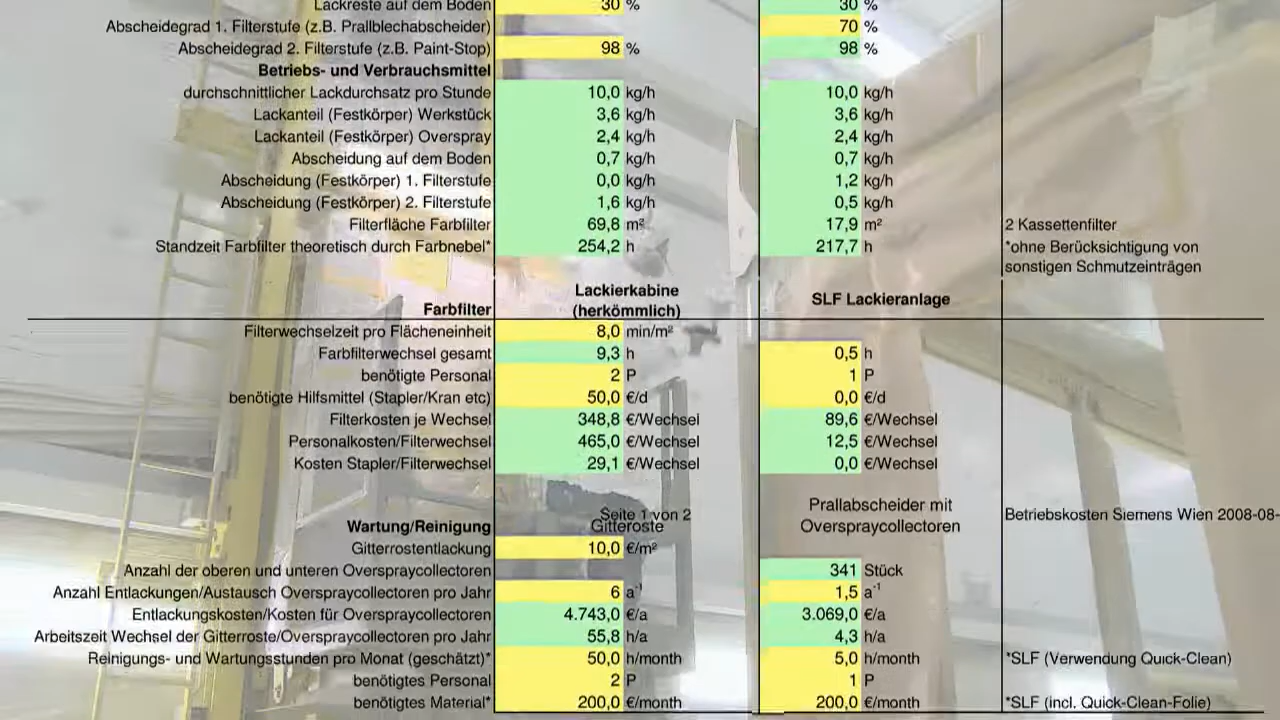 Lackreste auf dem Boden 30 % 30 %
Abscheidegrad 1. Filterstufe (z.B. Prallblechabscheider) 70 %
Abscheidegrad 2. Filterstufe (z.B. Paint-Stop) 98 % 98 %
Betriebs- und Verbrauchsmittel
durchschnittlicher Lackdurchsatz pro Stunde 10,0 kg/h 10,0 kg/h
Lackanteil (Festkörper) Werkstück 3,6 kg/h 3,6 kg/h
Lackanteil (Festkörper) Overspray 2,4 kg/h 2,4 kg/h
Abscheidung auf dem Boden 0,7 kg/h 0,7 kg/h
Abscheidung (Festkörper) 1. Filterstufe 0,0 kg/h 1,2 kg/h
Abscheidung (Festkörper) 2. Filterstufe 1,6 kg/h 0,5 kg/h
Filterfläche Farbfilter 69,8 m² 17,9 m² 2 Kassettenfilter
Standzeit Farbfilter theoretisch durch Farbnebel* 254,2 h 217,7 h *ohne Berücksichtigung von
sonstigen Schmutzeinträgen
Lackierkabine
Farbfilter (herkömmlich) SLF Lackieranlage
Filterwechselzeit pro Flächeneinheit 8,0 min/m²
Farbfilterwechsel gesamt 9,3 h 0,5 h
benötigte Personal 2 P 1 P
benötigte Hilfsmittel (Stapler/Kran etc) 50,0 €/d 0,0 €/d
Filterkosten je Wechsel 348,8 €/Wechsel 89,6 €/Wechsel
Personalkosten/Filterwechsel 465,0 €/Wechsel 12,5 €/Wechsel
Kosten Stapler/Filterwechsel 29,1 €/Wechsel 0,0 €/Wechsel
Seite 1 von 2 Prallabscheider mit Betriebskosten Siemens Wien 2008-08-
Wartung/Reinigung Gitteroste Overspraycollectoren
Gitterrostentlackung 10,0 €/m²
Anzahl der oberen und unteren Overspraycollectoren 341 Stück
Anzahl Entlackungen/Austausch Overspraycollectoren pro Jahr 6 a⁻¹ 1,5 a⁻¹
Entlackungskosten/Kosten für Overspraycollectoren 4.743,0 €/a 3.069,0 €/a
Arbeitszeit Wechsel der Gitterroste/Overspraycollectoren pro Jahr 55,8 h/a 4,3 h/a
Reinigungs- und Wartungsstunden pro Monat (geschätzt)* 50,0 h/month 5,0 h/month *SLF (Verwendung Quick-Clean)
benötigtes Personal 2 P 1 P
benötigtes Material* 200,0 €/month 200,0 €/month *SLF (incl. Quick-Clean-Folie)